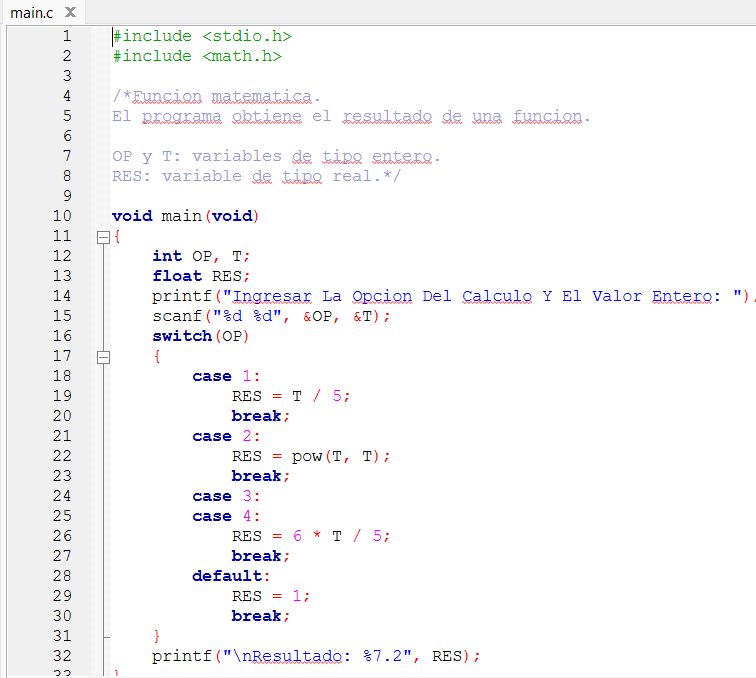 main.c X
1 #include <stdio.h>
2 #include <math.h>
3
4 /*Funcion matematica.
5 El programa obtiene el resultado de una funcion.
6
7 OP y T: variables de tipo entero.
8 RES: variable de tipo real.*/
9
10 void main(void)
11 {
12 int OP, T;
13 float RES;
14 printf("Ingresar La Opcion Del Calculo Y El Valor Entero: ")
15 scanf("%d %d", &OP, &T);
16 switch(OP)
17 {
18 case 1:
19 RES = T / 5;
20 break;
21 case 2:
22 RES = pow(T, T);
23 break;
24 case 3:
25 case 4:
26 RES = 6 * T / 5;
27 break;
28 default:
29 RES = 1;
30 break;
31 }
32 printf("\nResultado: %7.2", RES);
33 }